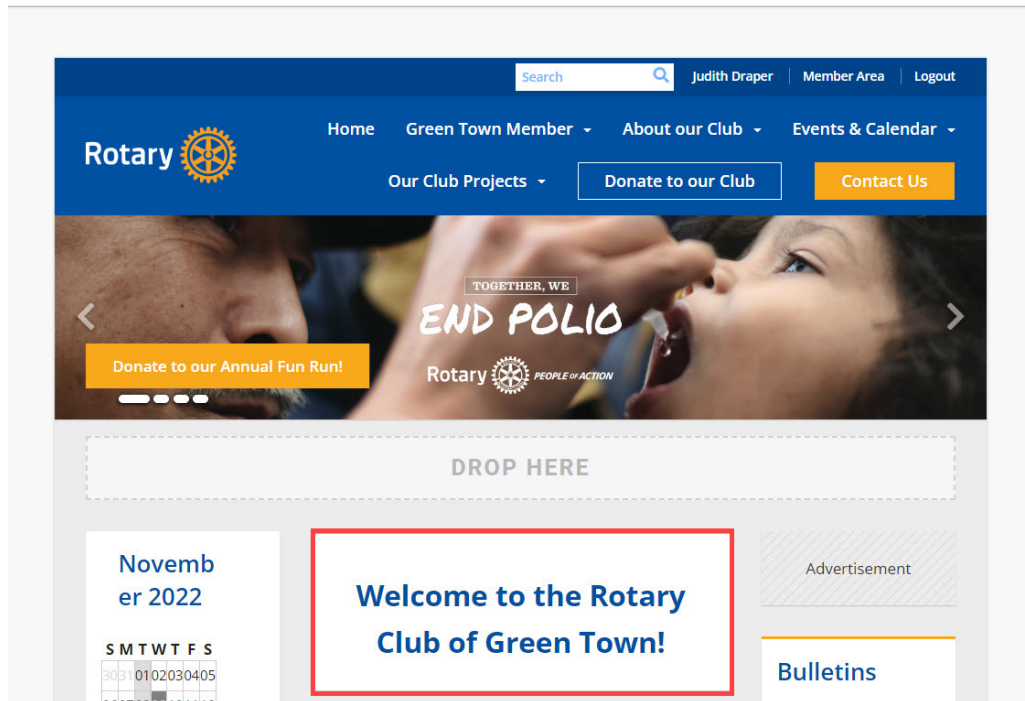 Search
Judith Draper Member Area Logout
Rotary
Home Green Town Member About our Club Events & Calendar
Our Club Projects Donate to our Club Contact Us
TOGETHER, WE
END POLIO
Rotary PEOPLE OF ACTION
Donate to our Annual Fun Run!
DROP HERE
Novemb
er 2022
S M T W T F S
30 31 01 02 03 04 05
Welcome to the Rotary
Club of Green Town!
Advertisement
Bulletins